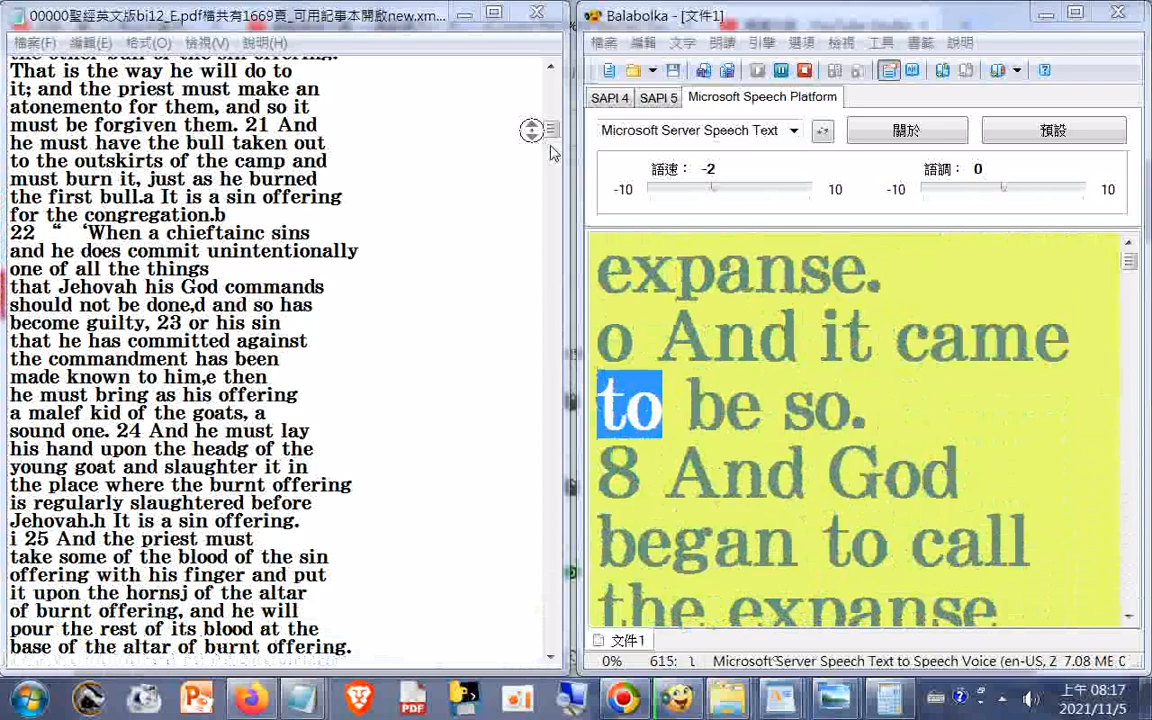 00000聖經英文版bi12_E.pdf檔共有1669頁_可用記事本開啟new.xm...
檔案(F) 編輯(E) 格式(O) 檢視(V) 說明(H)
That is the way he will do to
it; and the priest must make an
atonemento for them, and so it
must be forgiven them. 21 And
he must have the bull taken out
to the outskirts of the camp and
must burn it, just as he burned
the first bull.a It is a sin offering
for the congregation.b
22 “ ‘When a chieftainc sins
and he does commit unintentionally
one of all the things
that Jehovah his God commands
should not be done,d and so has
become guilty, 23 or his sin
that he has committed against
the commandment has been
made known to him,e then
he must bring as his offering
a malef kid of the goats, a
sound one. 24 And he must lay
his hand upon the headg of the
young goat and slaughter it in
the place where the burnt offering
is regularly slaughtered before
Jehovah.h It is a sin offering.
i 25 And the priest must
take some of the blood of the sin
offering with his finger and put
it upon the hornsj of the altar
of burnt offering, and he will
pour the rest of its blood at the
base of the altar of burnt offering.
Balabolka - [文件1]
檔案 編輯 文字 朗讀 引擎 選項 檢視 工具 書籤 說明
SAPI 4 SAPI 5 Microsoft Speech Platform
Microsoft Server Speech Text 關於 預設
語速： -2 語調： 0
-10 10 -10 10
expanse.
o And it came
to be so.
8 And God
began to call
the expanse
文件1
0% 615: Microsoft Server Speech Text to Speech Voice (en-US, 7.08 MB
上午 08:17
2021/11/5